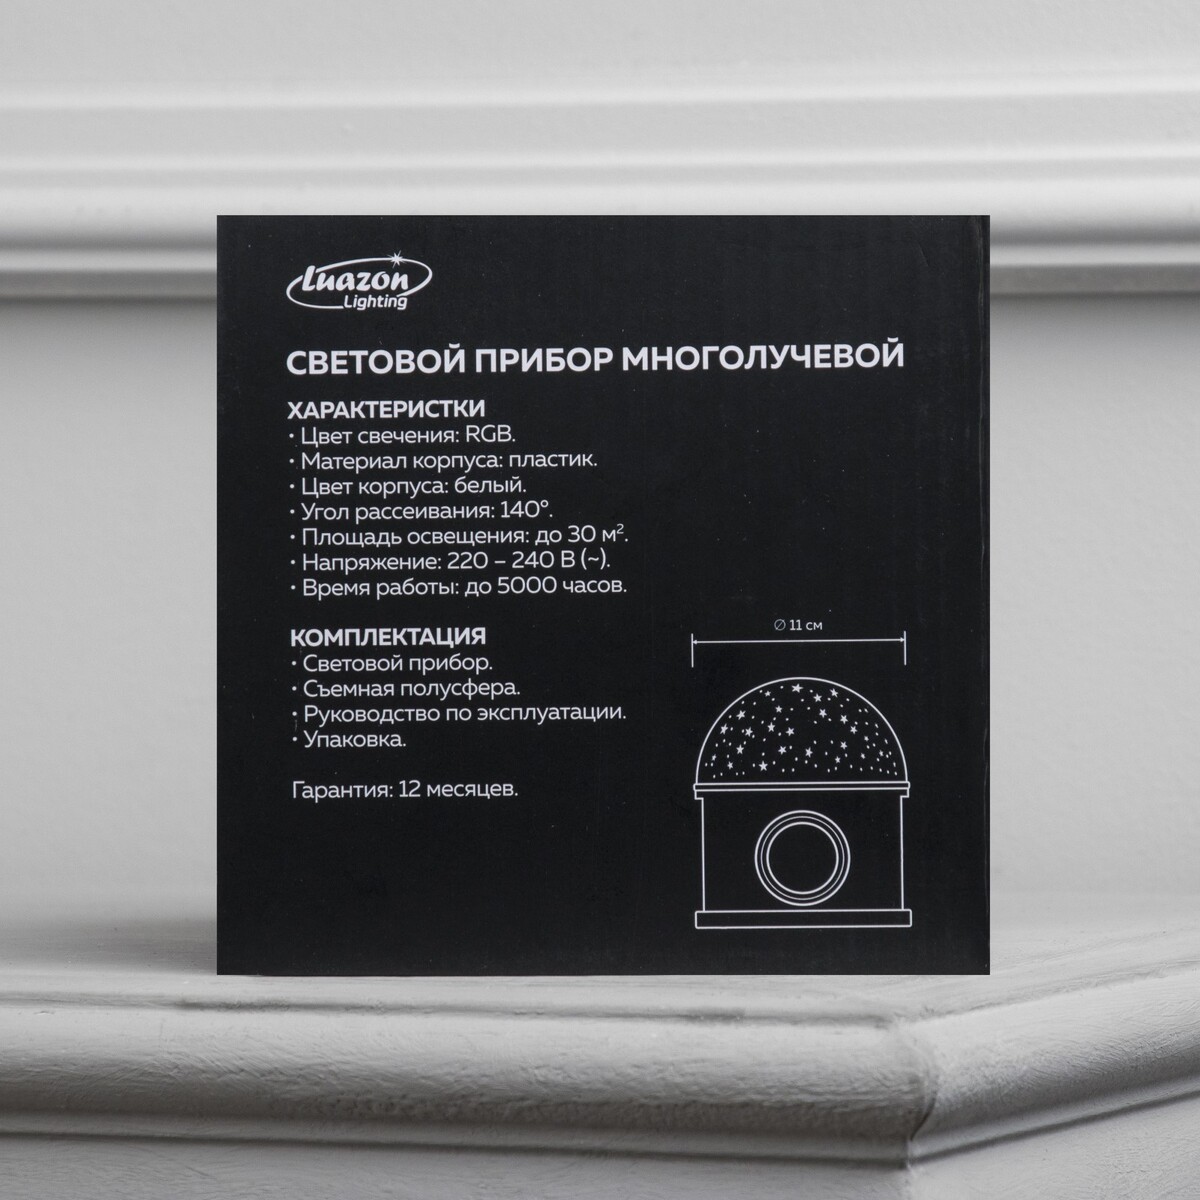 Luazon
Lighting
СВЕТОВОЙ ПРИБОР МНОГОЛУЧЕВОЙ
ХАРАКТЕРИСТКИ
• Цвет свечения: RGB.
• Материал корпуса: пластик.
• Цвет корпуса: белый.
• Угол рассеивания: 140°.
• Площадь освещения: до 30 м².
• Напряжение: 220 – 240 В (~).
• Время работы: до 5000 часов.
КОМПЛЕКТАЦИЯ
• Световой прибор.
• Съемная полусфера.
• Руководство по эксплуатации.
• Упаковка.
Гарантия: 12 месяцев.
∅ 11 см